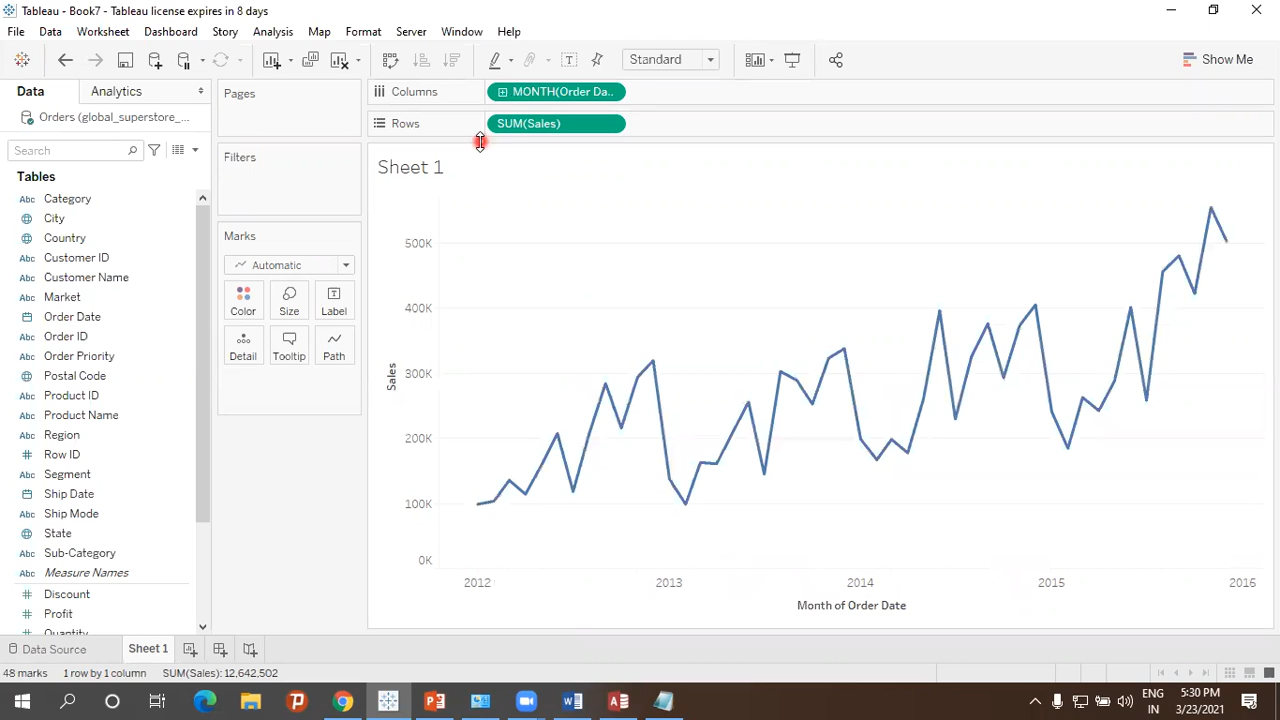 Tableau - Book7 - Tableau license expires in 8 days
File Data Worksheet Dashboard Story Analysis Map Format Server Window Help
Standard
Show Me
Data Analytics
Orders (global_superstore_...
Search
Tables
Category
City
Country
Customer ID
Customer Name
Market
Order Date
Order ID
Order Priority
Postal Code
Product ID
Product Name
Region
Row ID
Segment
Ship Date
Ship Mode
State
Sub-Category
Measure Names
Discount
Profit
Quantity
Pages
Filters
Marks
Automatic
Color Size Label
Detail Tooltip Path
Columns MONTH(Order Da..
Rows SUM(Sales)
Sheet 1
500K
400K
300K
200K
100K
0K
Sales
2012 2013 2014 2015 2016
Month of Order Date
Data Source Sheet 1
48 marks 1 row by 1 column SUM(Sales): 12,642,502
ENG
IN
5:30 PM
3/23/2021